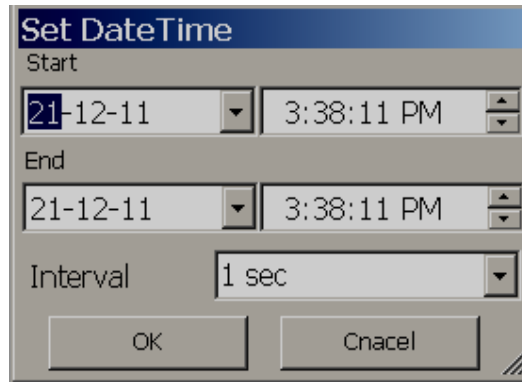 Set DateTime
Start
21-12-11 3:38:11 PM
End
21-12-11 3:38:11 PM
Interval 1 sec
OK Cnacel